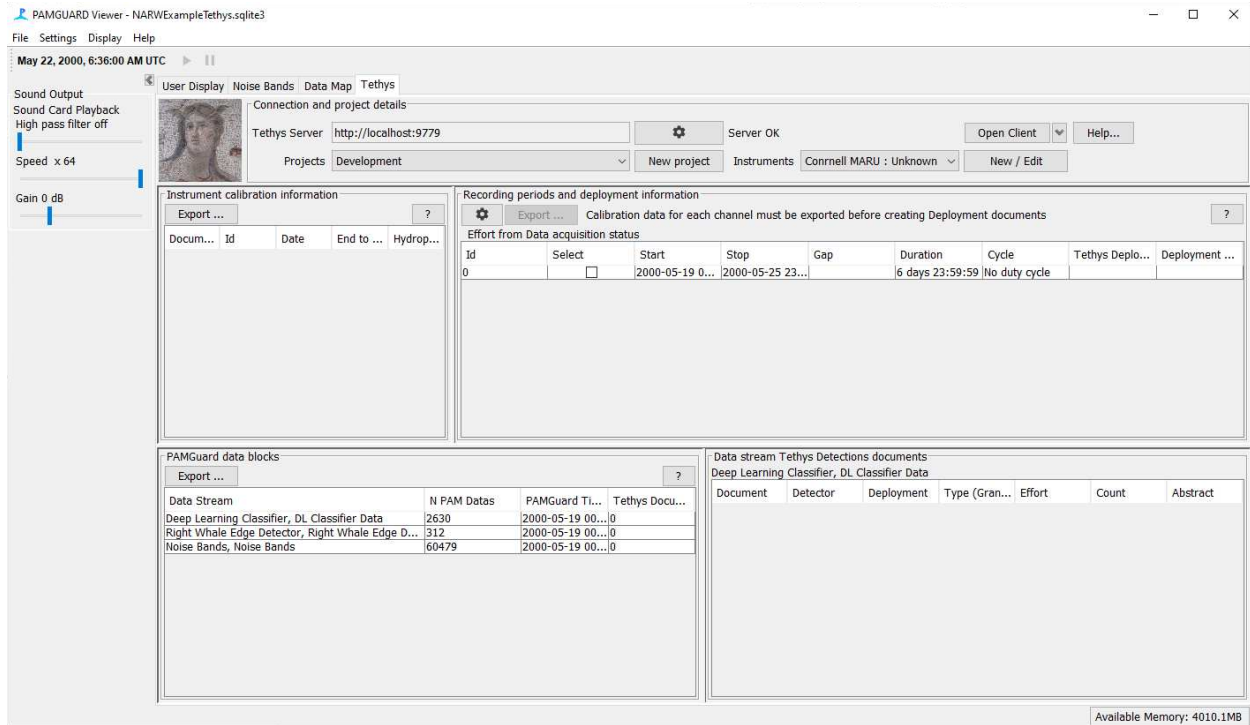 PAMGUARD Viewer - NARWExampleTethys.sqlite3
File Settings Display Help
May 22, 2000, 6:36:00 AM UTC
Sound Output
Sound Card Playback
High pass filter off
Speed x 64
Gain 0 dB
User Display Noise Bands Data Map Tethys
Connection and project details
Tethys Server http://localhost:9779 Server OK Open Client Help...
Projects Development New project Instruments Conrnell MARU : Unknown New / Edit
Instrument calibration information
Export ... ?
Docum... Id Date End to ... Hydrop...
Recording periods and deployment information
Export ... Calibration data for each channel must be exported before creating Deployment documents ?
Effort from Data acquisition status
Id Select Start Stop Gap Duration Cycle Tethys Deplo... Deployment ...
0 2000-05-19 0... 2000-05-25 23... 6 days 23:59:59 No duty cycle
PAMGuard data blocks
Export ... ?
Data Stream N PAM Datas PAMGuard Ti... Tethys Docu...
Deep Learning Classifier, DL Classifier Data 2630 2000-05-19 00... 0
Right Whale Edge Detector, Right Whale Edge D... 312 2000-05-19 00... 0
Noise Bands, Noise Bands 60479 2000-05-19 00... 0
Data stream Tethys Detections documents
Deep Learning Classifier, DL Classifier Data
Document Detector Deployment Type (Gran... Effort Count Abstract
Available Memory: 4010.1MB